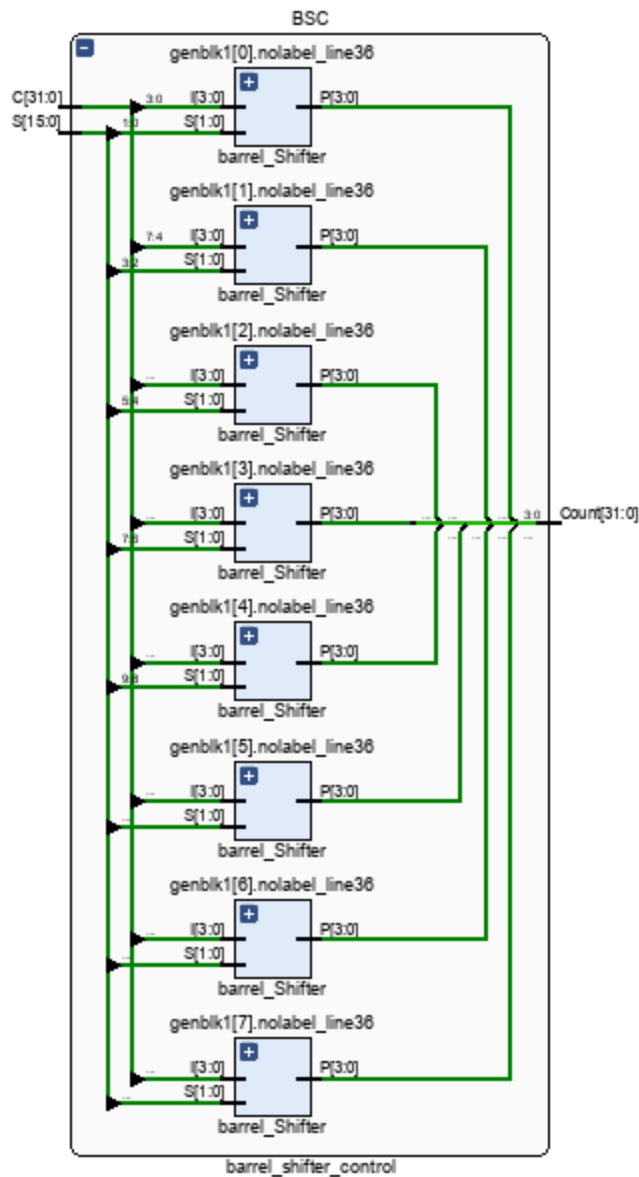 BSC
genblk1[0].nolabel_line36
C[31:0]
3:0
I[3:0]
P[3:0]
S[15:0]
1:0
S[1:0]
barrel_Shifter
genblk1[1].nolabel_line36
7:4
I[3:0]
P[3:0]
3:2
S[1:0]
barrel_Shifter
genblk1[2].nolabel_line36
...
I[3:0]
P[3:0]
5:4
S[1:0]
barrel_Shifter
genblk1[3].nolabel_line36
...
I[3:0]
P[3:0]
... ... ... 3:0
Count[31:0]
7:6
S[1:0]
... ... ... ...
barrel_Shifter
genblk1[4].nolabel_line36
...
I[3:0]
P[3:0]
9:8
S[1:0]
barrel_Shifter
genblk1[5].nolabel_line36
...
I[3:0]
P[3:0]
...
S[1:0]
barrel_Shifter
genblk1[6].nolabel_line36
...
I[3:0]
P[3:0]
...
S[1:0]
barrel_Shifter
genblk1[7].nolabel_line36
...
I[3:0]
P[3:0]
...
S[1:0]
barrel_Shifter
barrel_shifter_control